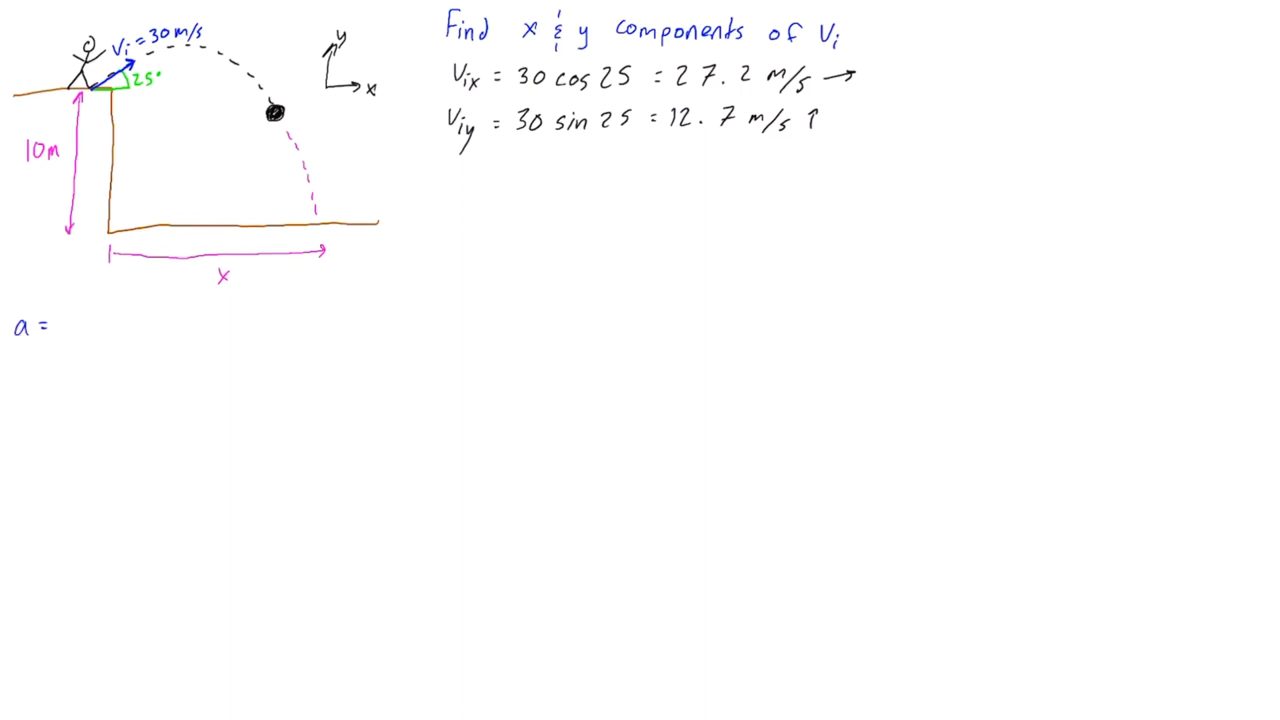 Vi = 30 m/s
25°
y
x
10m
x
a =
Find x & y components of Vi
Vix = 30 cos 25 = 27.2 m/s →
Viy = 30 sin 25 = 12.7 m/s ↑